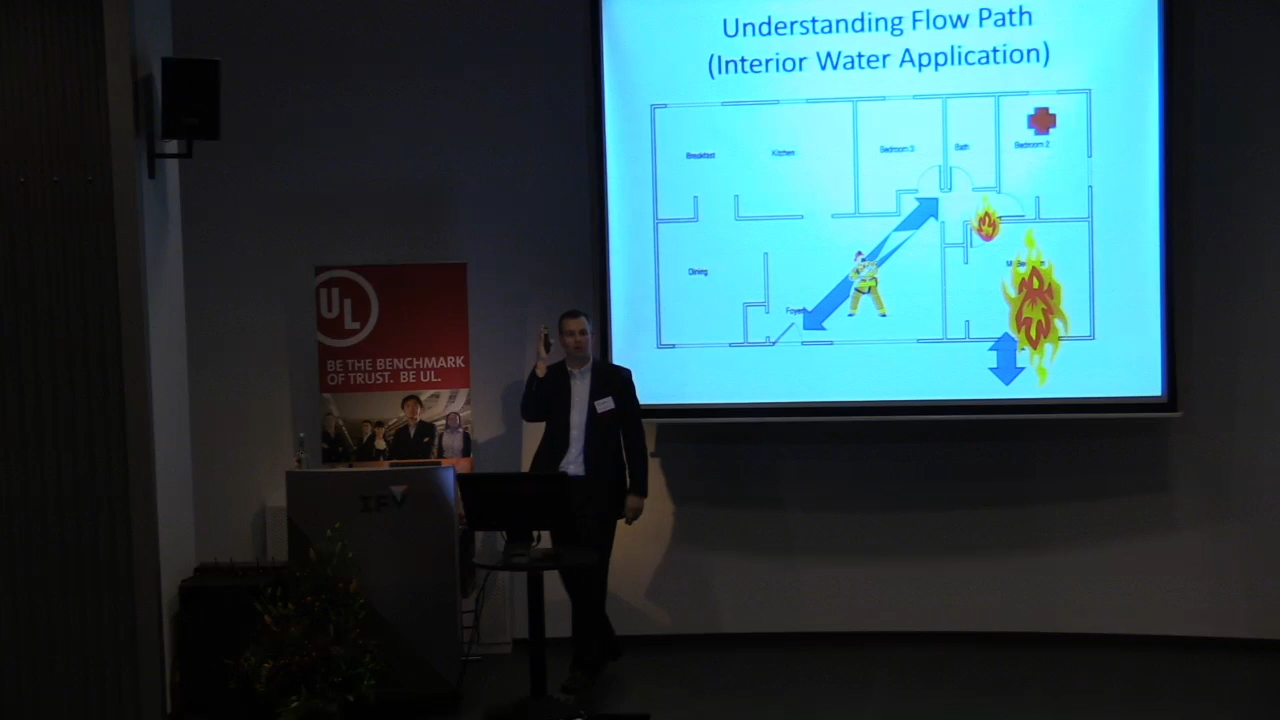 Understanding Flow Path
(Interior Water Application)
Breakfast
Kitchen
Bedroom 3
Bath
Bedroom 2
Dining
Foyer
UL
BE THE BENCHMARK
OF TRUST. BE UL.
IFV